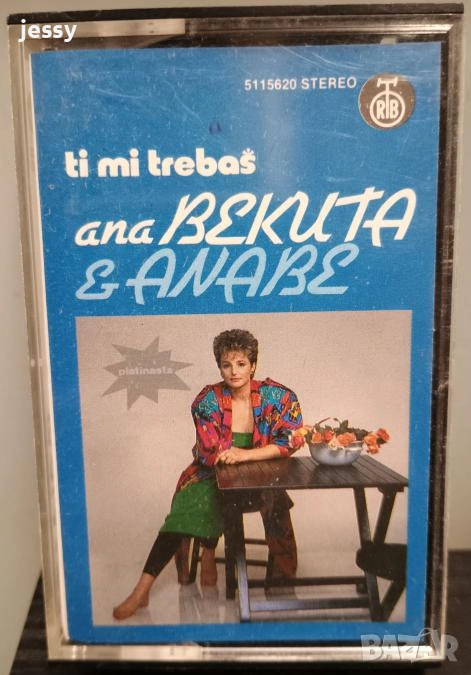 jessy
5115620 STEREO
RTB
ti mi trebaš
ana BEKUTA
& ANABE
platinasta
BAZAR